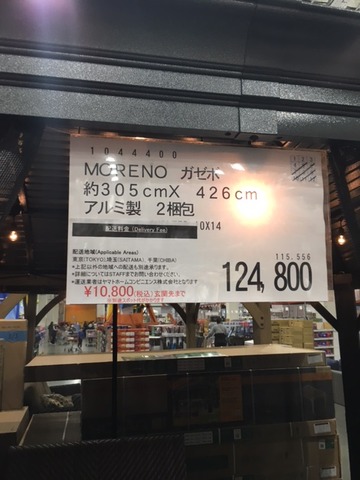 1044400
MORENO ガゼボ
約305cmX 426cm
アルミ製 2梱包
10X14
配送料金(Delivery Fee)
配送地域(Applicable Areas)
東京(TOKYO),埼玉(SAITAMA), 千葉(CHIBA)
*上記以外の地域への配送も別途承ります。
*詳細についてはSTAFFまでお問い合わせください。
*運送業者はヤマトホームコンビニエンス株式会社となります
¥10,800(税込)玄関先まで
115,556
124,800